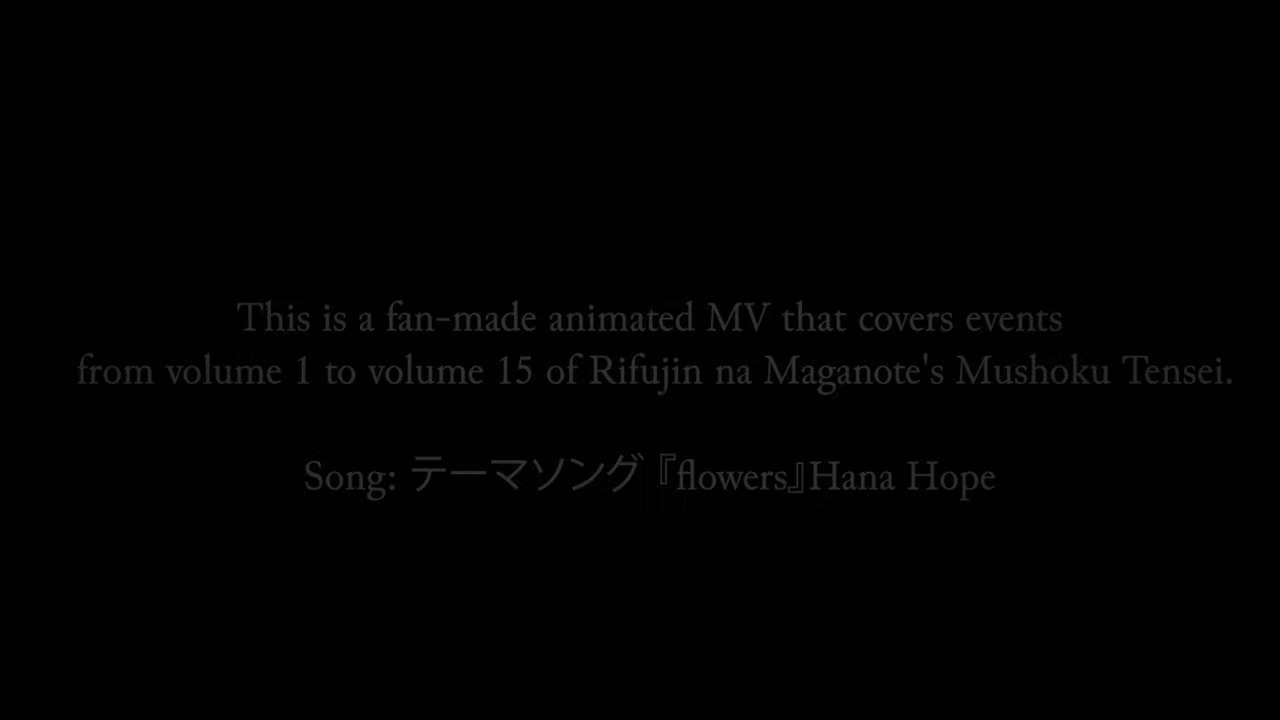 This is a fan-made animated MV that covers events
from volume 1 to volume 15 of Rifujin na Maganote's Mushoku Tensei.
Song: テーマソング『flowers』Hana Hope